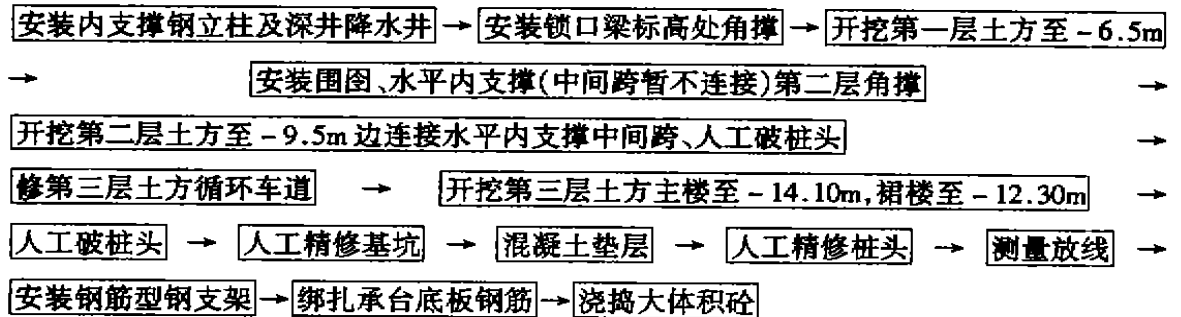 安装内支撑钢立柱及深井降水井 → 安装锁口梁标高处角撑 → 开挖第一层土方至 -6.5m
→ 安装围囹、水平内支撑(中间跨暂不连接)第二层角撑 →
开挖第二层土方至 -9.5m 边连接水平内支撑中间跨、人工破桩头 →
修第三层土方循环车道 → 开挖第三层土方主楼至 -14.10m,裙楼至 -12.30m →
人工破桩头 → 人工精修基坑 → 混凝土垫层 → 人工精修桩头 → 测量放线 →
安装钢筋型钢支架 → 绑扎承台底板钢筋 → 浇捣大体积砼